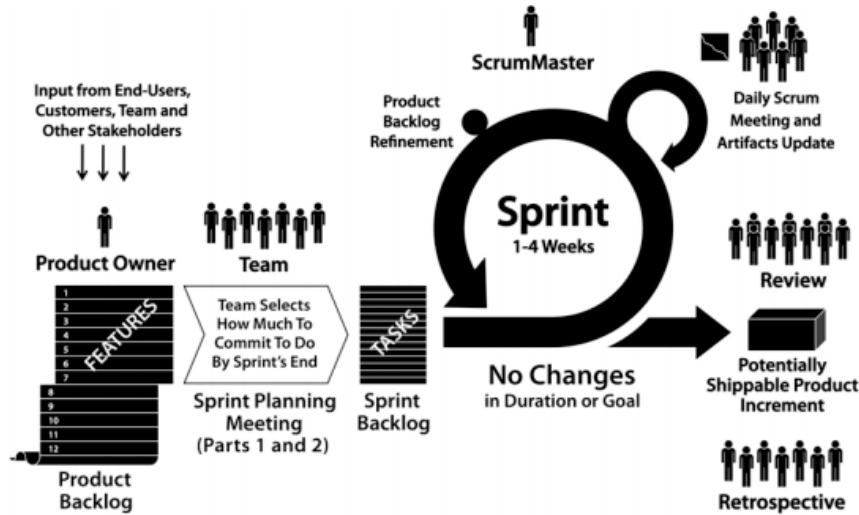 Input from End-Users,
Customers, Team and
Other Stakeholders
Product Owner
1
2
3
4
5
6
7
FEATURES
8
9
10
11
12
Product
Backlog
Team
Team Selects
How Much To
Commit To Do
By Sprint's End
Sprint Planning
Meeting
(Parts 1 and 2)
TASKS
Sprint
Backlog
ScrumMaster
Product
Backlog
Refinement
Sprint
1-4 Weeks
No Changes
in Duration or Goal
Daily Scrum
Meeting and
Artifacts Update
Review
Potentially
Shippable Product
Increment
Retrospective